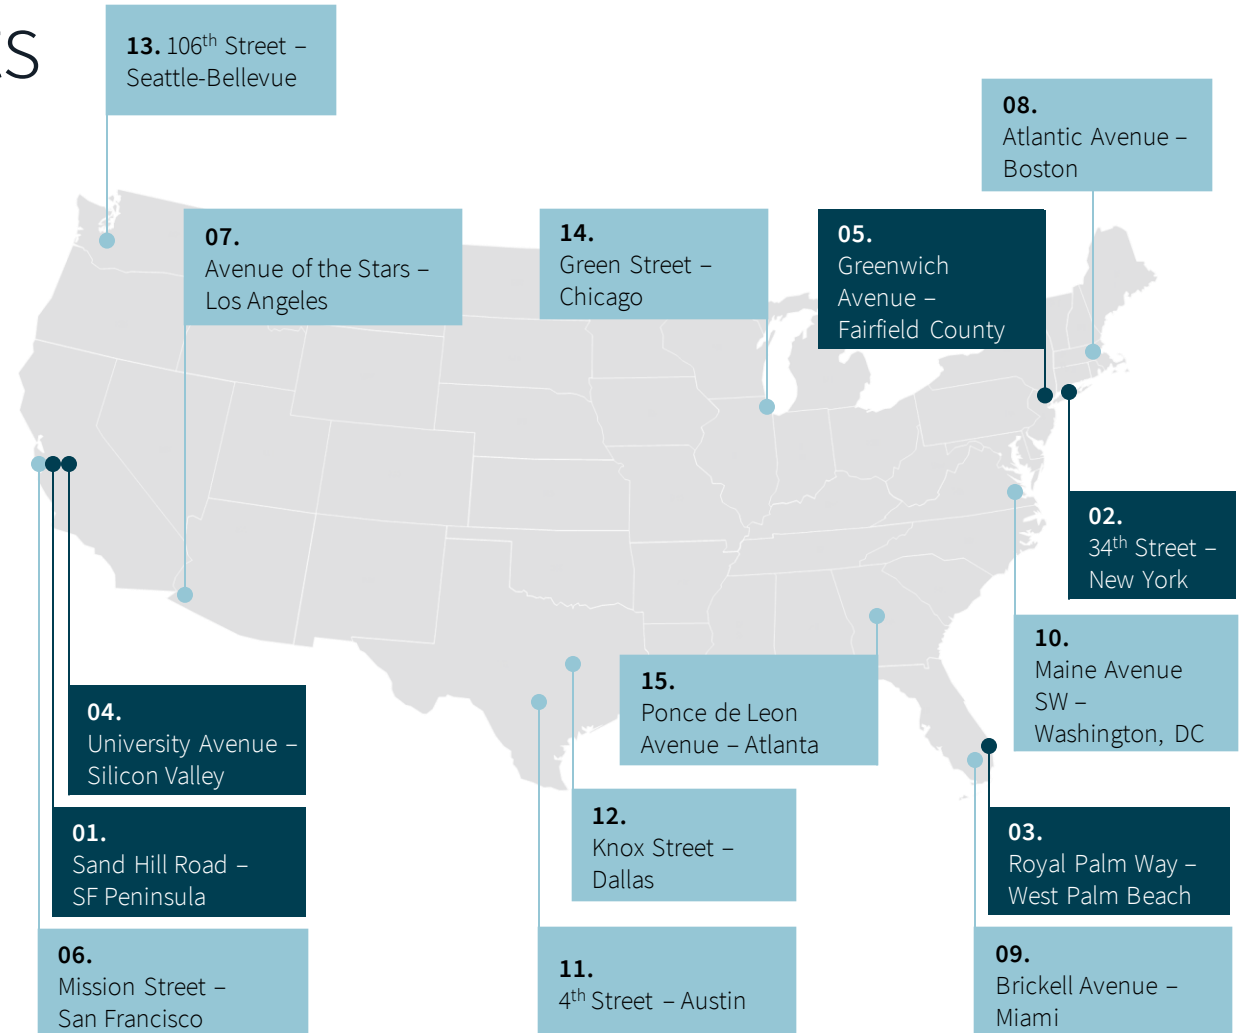 13. 106th Street –
Seattle-Bellevue
08.
Atlantic Avenue –
Boston
07.
Avenue of the Stars –
Los Angeles
14.
Green Street –
Chicago
05.
Greenwich
Avenue –
Fairfield County
02.
34th Street –
New York
10.
Maine Avenue
SW –
Washington, DC
15.
Ponce de Leon
Avenue – Atlanta
04.
University Avenue –
Silicon Valley
12.
Knox Street –
Dallas
01.
Sand Hill Road –
SF Peninsula
03.
Royal Palm Way –
West Palm Beach
06.
Mission Street –
San Francisco
11.
4th Street – Austin
09.
Brickell Avenue –
Miami